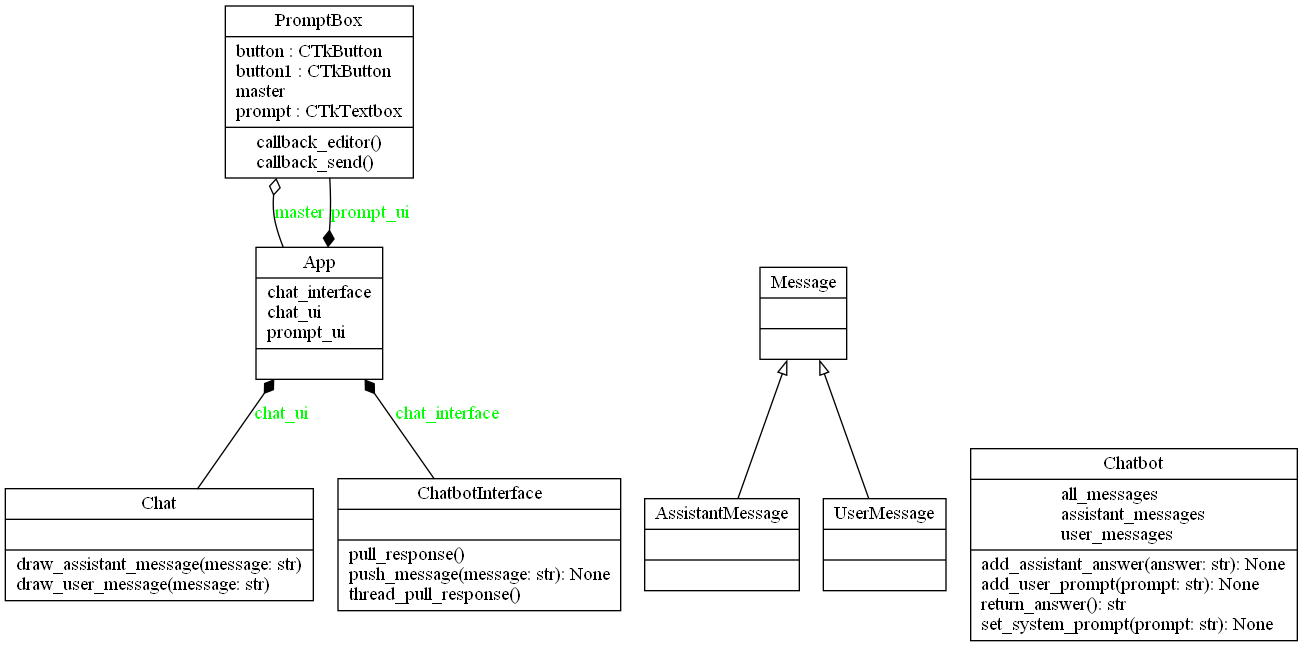 PromptBox
button : CTkButton
button1 : CTkButton
master
prompt : CTkTextbox
callback_editor()
callback_send()
master
prompt_ui
App
chat_interface
chat_ui
prompt_ui
chat_ui
chat_interface
Chat
draw_assistant_message(message: str)
draw_user_message(message: str)
ChatbotInterface
pull_response()
push_message(message: str): None
thread_pull_response()
Message
AssistantMessage
UserMessage
Chatbot
all_messages
assistant_messages
user_messages
add_assistant_answer(answer: str): None
add_user_prompt(prompt: str): None
return_answer(): str
set_system_prompt(prompt: str): None